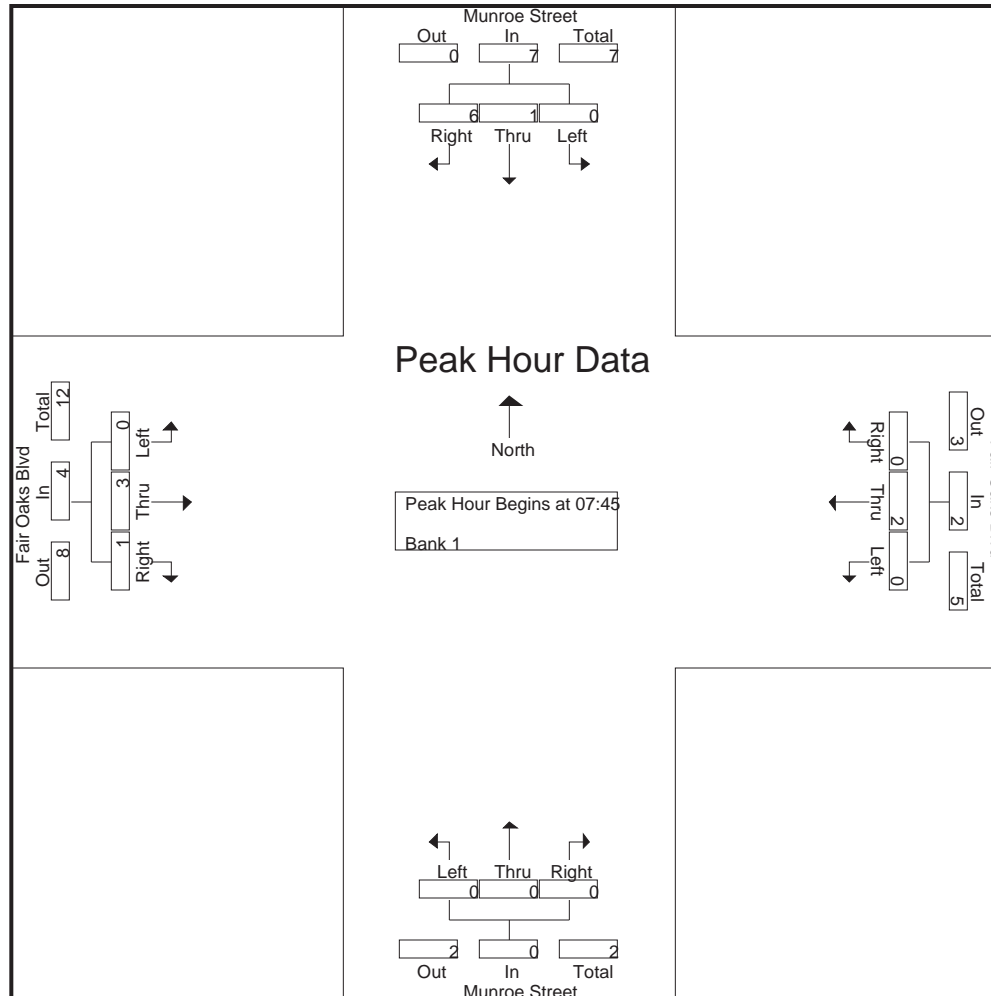 Munroe Street
Out In Total
0 7 7
6 1 0
Right Thru Left
Peak Hour Data
North
Peak Hour Begins at 07:45
Bank 1
Fair Oaks Blvd
Out In Total
8 4 12
Right Thru Left
1 3 0
Out In Total
3 2 5
Right Thru Left
0 2 0
Left Thru Right
0 0 0
2 0 2
Out In Total
Munroe Street